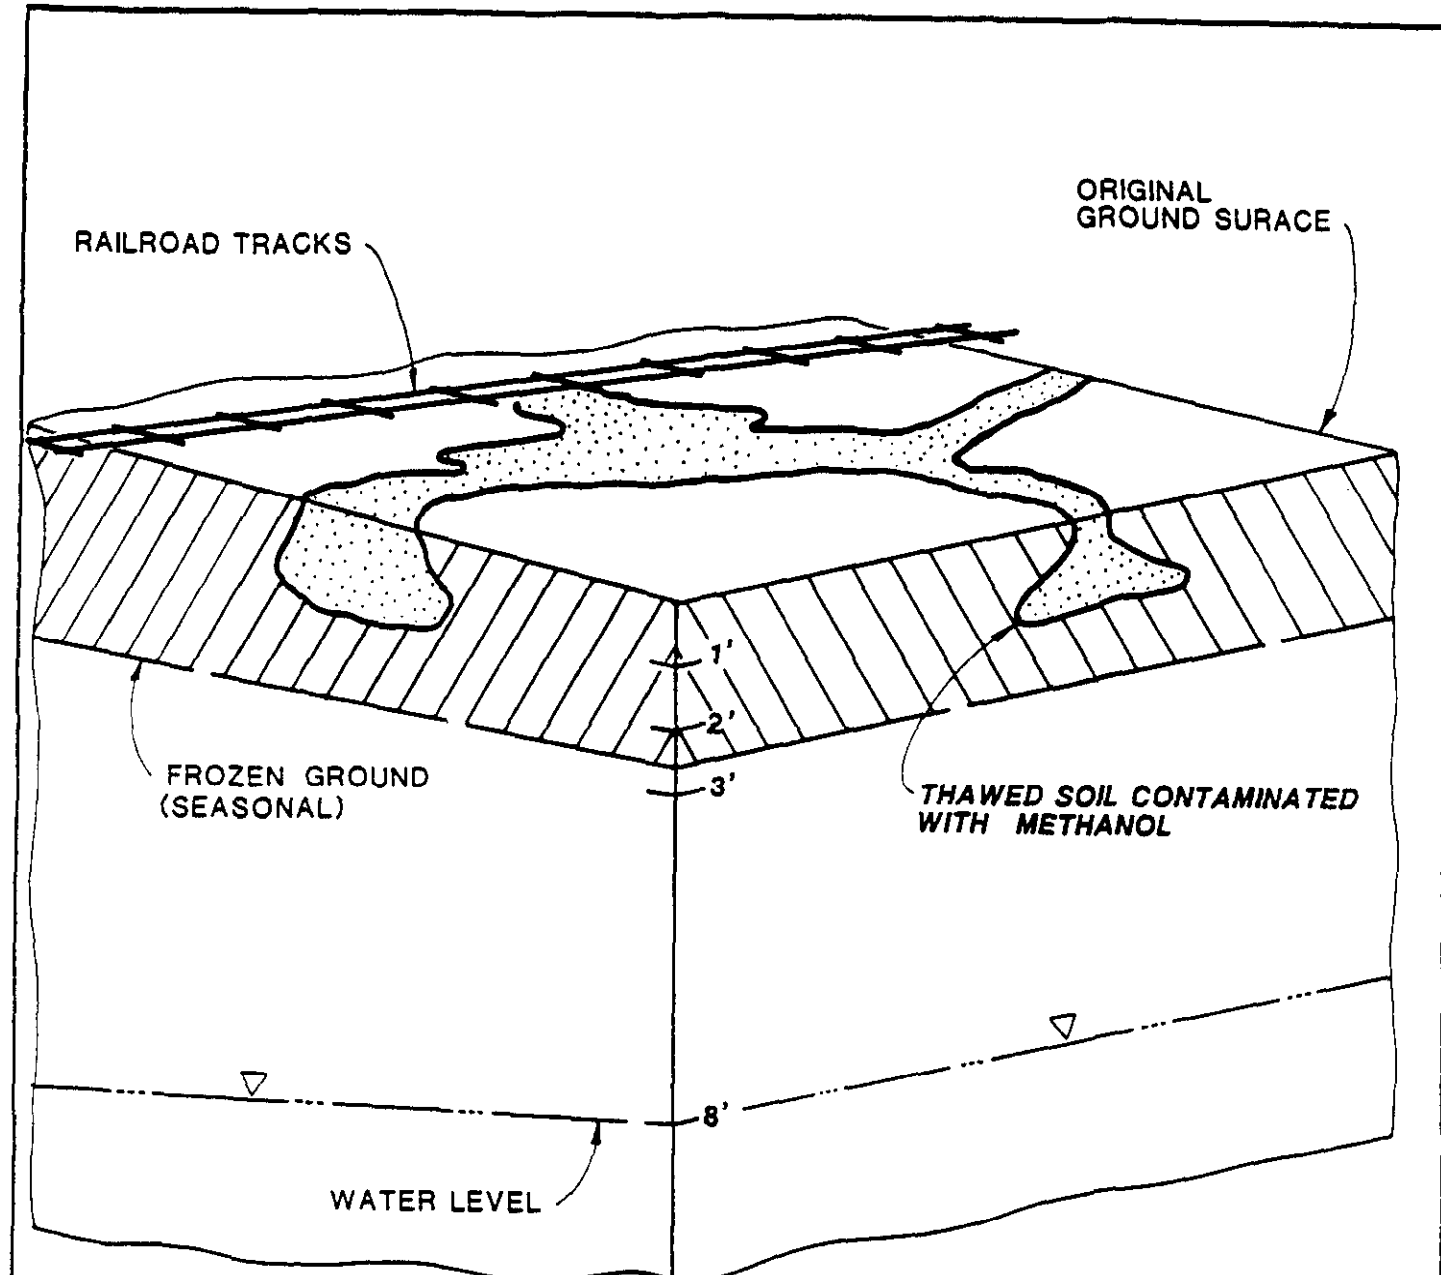 ORIGINAL
GROUND SURACE
RAILROAD TRACKS
1'
2'
3'
FROZEN GROUND
(SEASONAL)
THAWED SOIL CONTAMINATED
WITH METHANOL
8'
WATER LEVEL